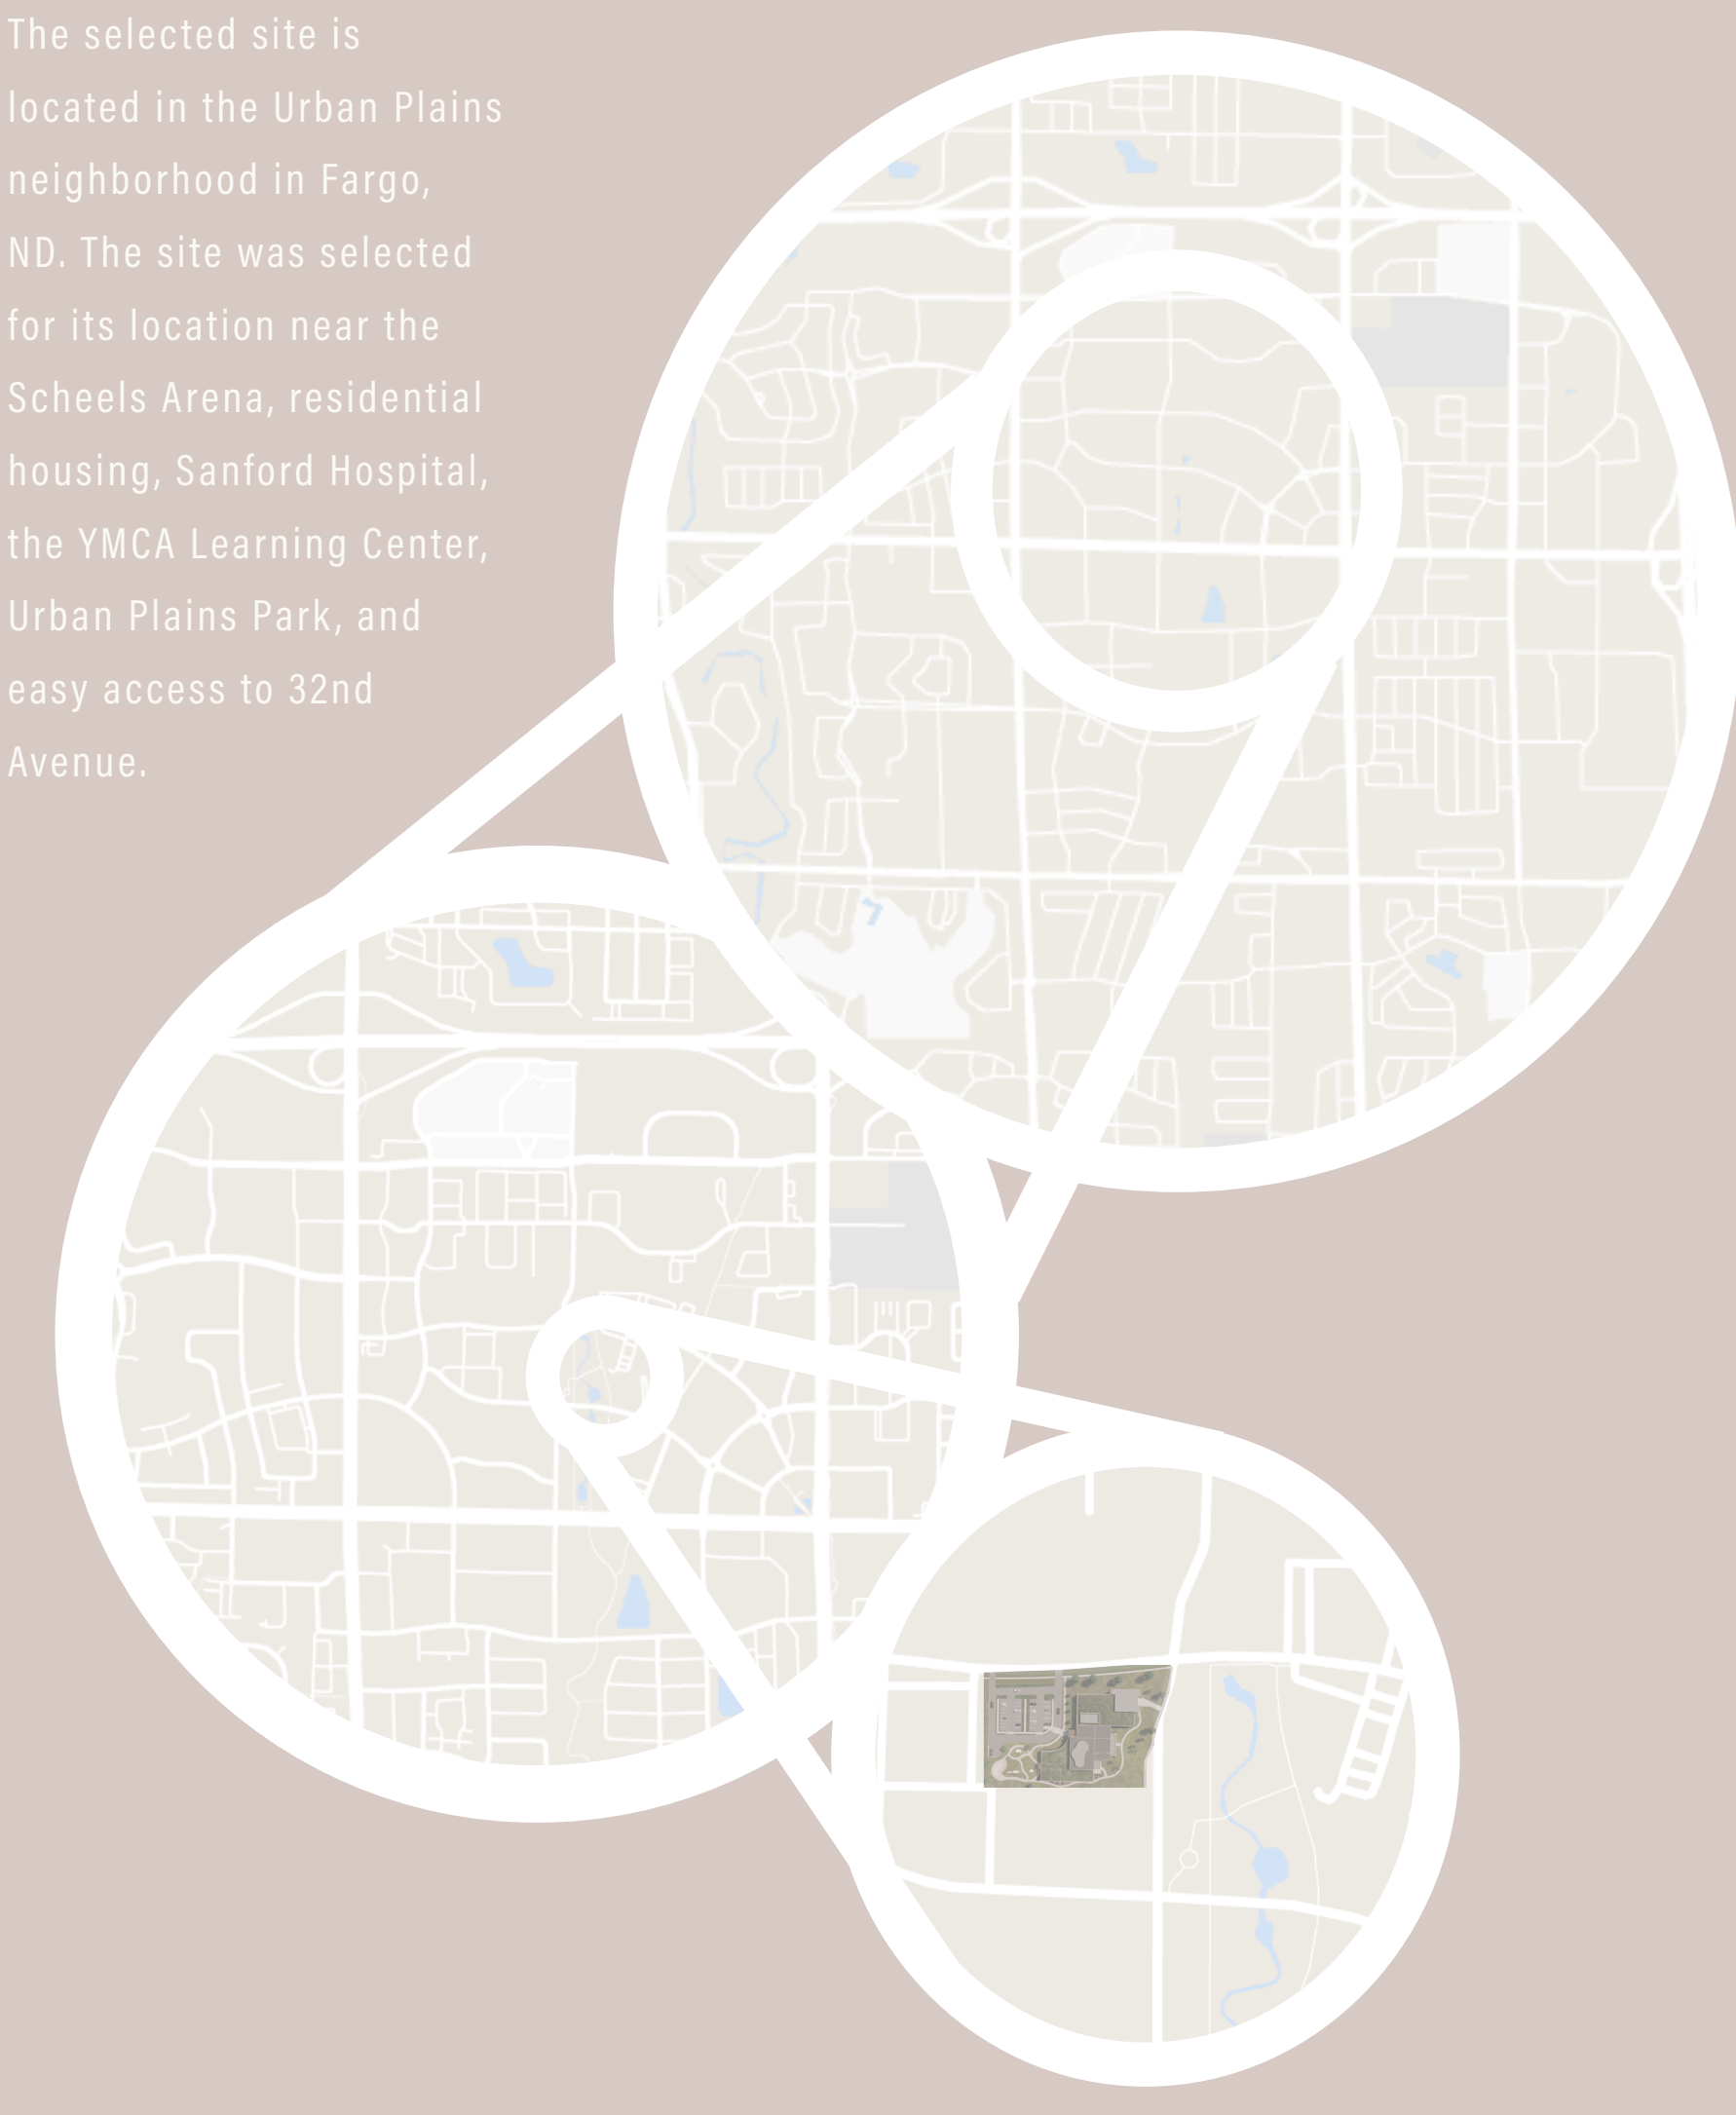 The selected site is
located in the Urban Plains
neighborhood in Fargo,
ND. The site was selected
for its location near the
Scheels Arena, residential
housing, Sanford Hospital,
the YMCA Learning Center,
Urban Plains Park, and
easy access to 32nd
Avenue.